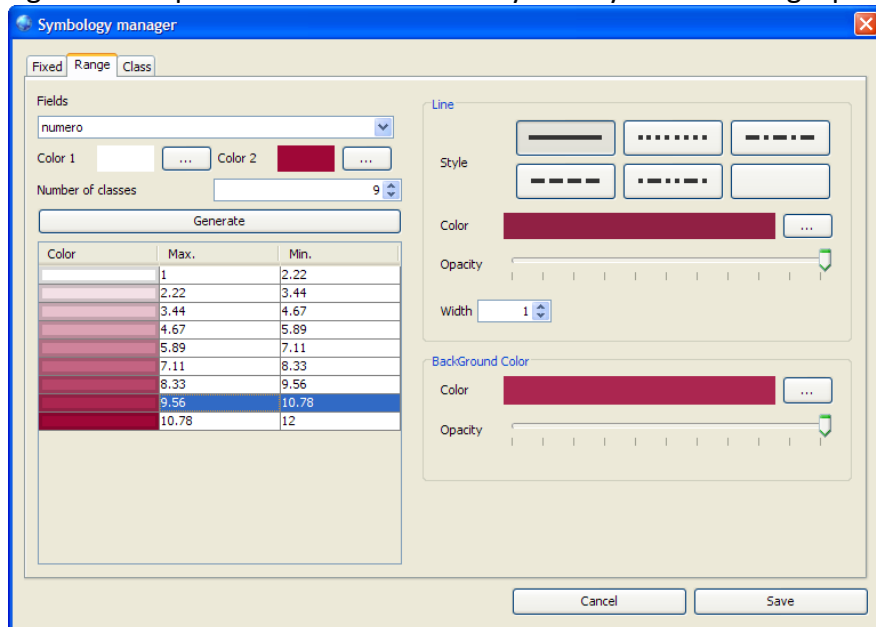 Symbology manager
Fixed Range Class
Fields
numero
Color 1 ... Color 2 ...
Number of classes 9
Generate
Color Max. Min.
1 2.22
2.22 3.44
3.44 4.67
4.67 5.89
5.89 7.11
7.11 8.33
8.33 9.56
9.56 10.78
10.78 12
Line
Style
Color ...
Opacity
Width 1
BackGround Color
Color ...
Opacity
Cancel Save